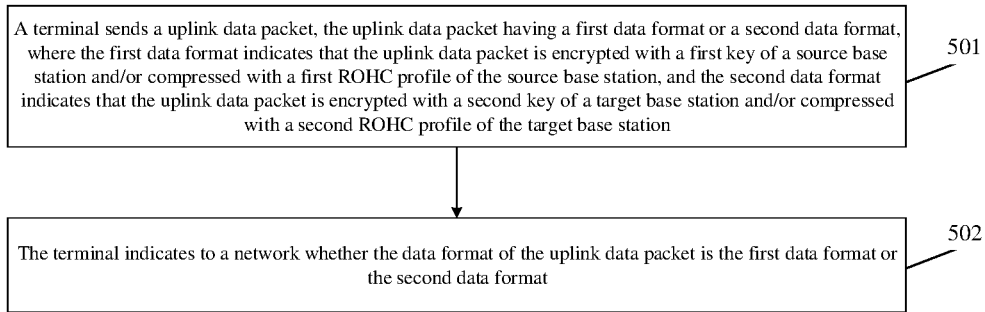 A terminal sends a uplink data packet, the uplink data packet having a first data format or a second data format,
where the first data format indicates that the uplink data packet is encrypted with a first key of a source base
station and/or compressed with a first ROHC profile of the source base station, and the second data format
indicates that the uplink data packet is encrypted with a second key of a target base station and/or compressed
with a second ROHC profile of the target base station
501
The terminal indicates to a network whether the data format of the uplink data packet is the first data format or
the second data format
502